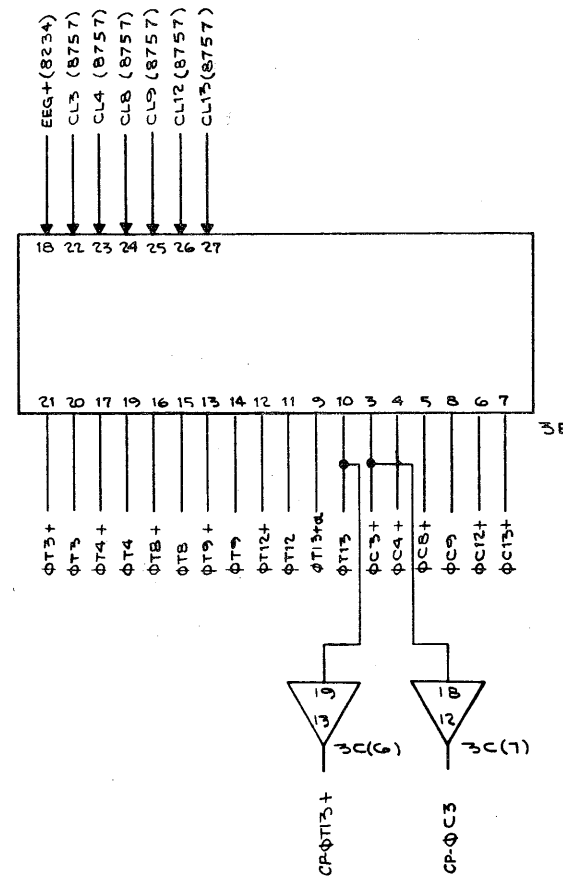 EEG+(8234)
CL3 (8757)
CL4 (8757)
CL8 (8757)
CL9 (8757)
CL12 (8757)
CL13(8757)
18 22 23 24 25 26 27
21 20 17 19 16 15 13 14 12 11 9 10 3 4 5 8 6 7
ΦT3+
ΦT3
ΦT4+
ΦT4
ΦT8+
ΦT8
ΦT9+
ΦT9
ΦT12+
ΦT12
ΦT13+a
ΦT13
ΦC3+
ΦC4+
ΦC8+
ΦC9
ΦC12+
ΦC13+
19 18
13 12
3C(6) 3C(7)
CP-ΦT13+
CP-ΦC3